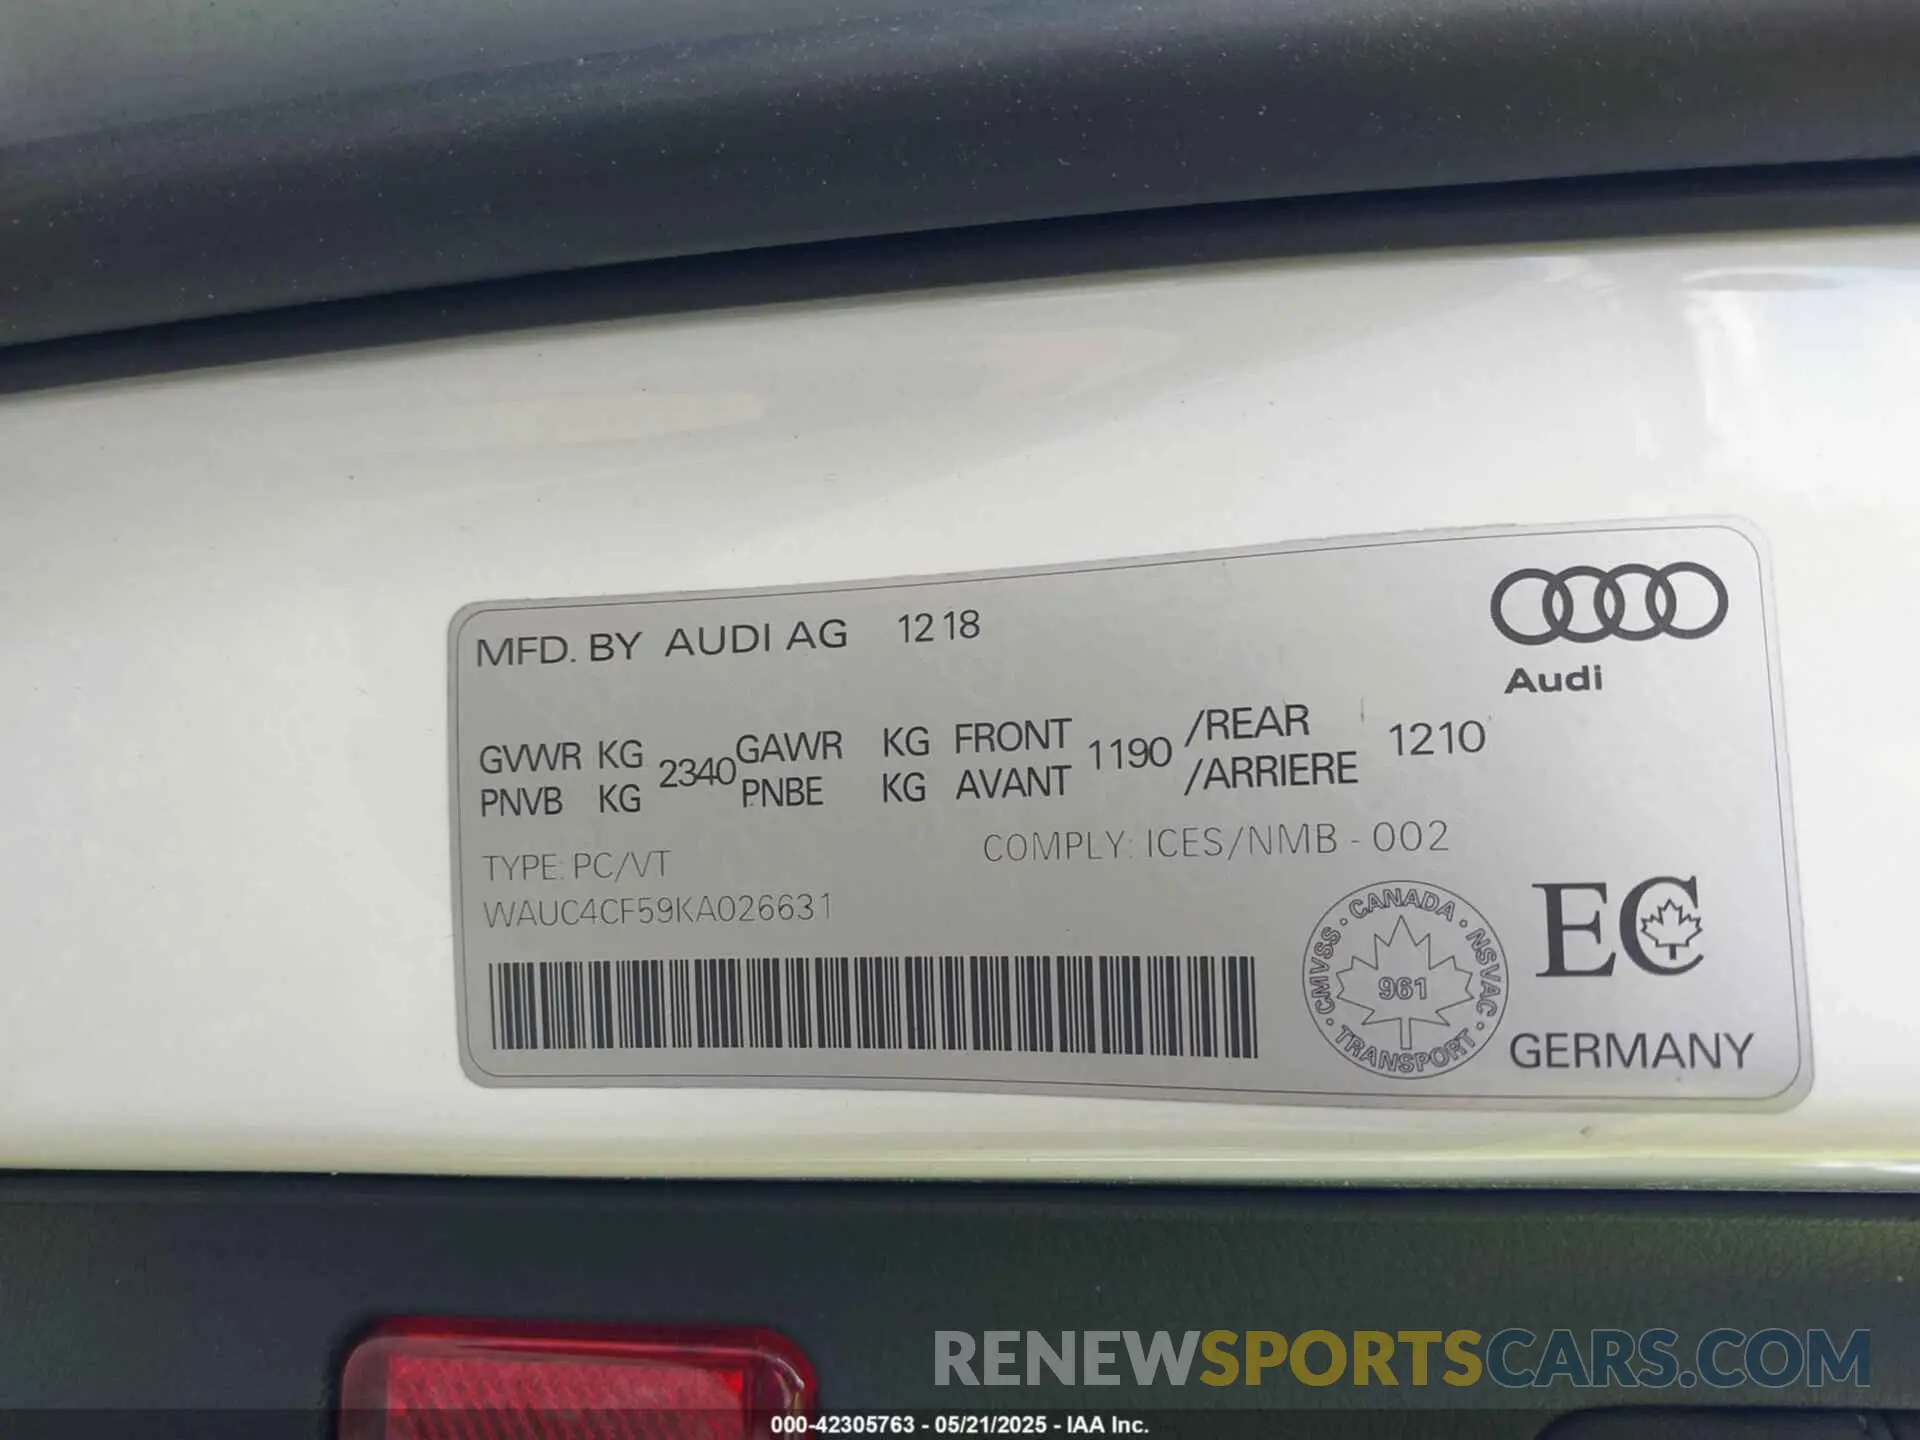 MFD. BY AUDI AG 1218
Audi
GVWR KG 2340 GAWR KG FRONT 1190 /REAR 1210
PNVB KG PNBE KG AVANT /ARRIERE
TYPE: PC/VT COMPLY: ICES/NMB - 002
WAUC4CF59KA026631
CMVSS · CANADA · NSVAC · TRANSPORT ·
961
EC
GERMANY
RENEWSPORTSCARS.COM
000-42305763 - 05/21/2025 - IAA Inc.